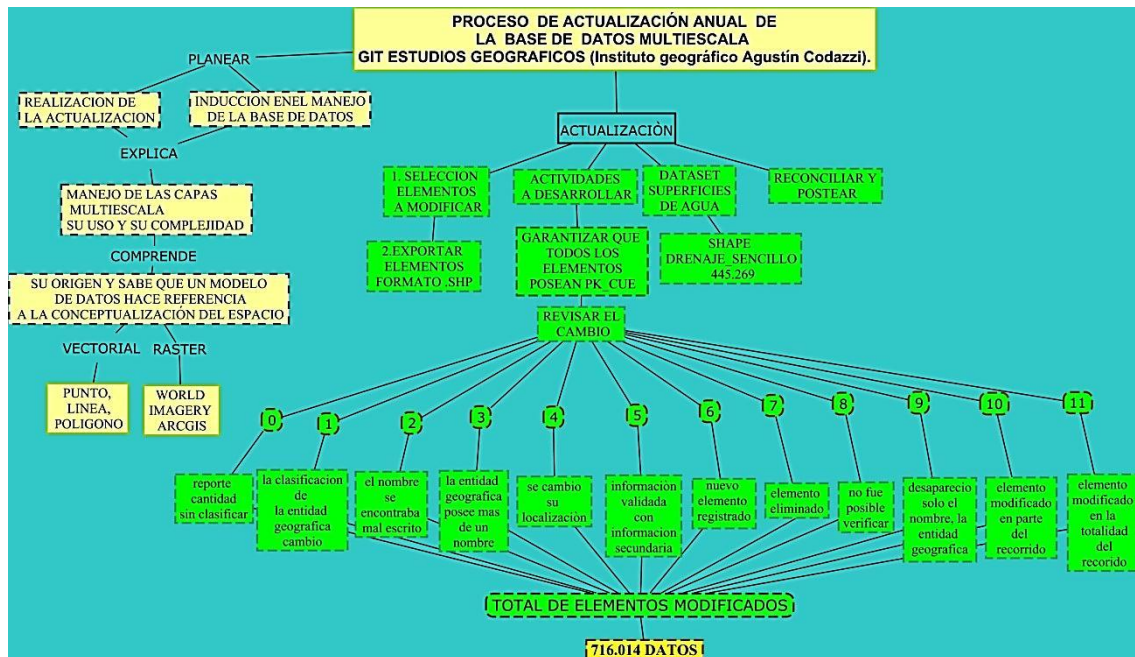 PROCESO DE ACTUALIZACIÓN ANUAL DE
LA BASE DE DATOS MULTIESCALA
GIT ESTUDIOS GEOGRAFICOS (Instituto geográfico Agustín Codazzi).
PLANEAR
REALIZACION DE
LA ACTUALIZACION
INDUCCION ENEL MANEJO
DE LA BASE DE DATOS
EXPLICA
MANEJO DE LAS CAPAS
MULTIESCALA
SU USO Y SU COMPLEJIDAD
COMPRENDE
SU ORIGEN Y SABE QUE UN MODELO
DE DATOS HACE REFERENCIA
A LA CONCEPTUALIZACIÓN DEL ESPACIO
VECTORIAL
RASTER
PUNTO,
LINEA,
POLIGONO
WORLD
IMAGERY
ARCGIS
ACTUALIZACIÒN
1. SELECCION
ELEMENTOS
A MODIFICAR
2.EXPORTAR
ELEMENTOS
FORMATO .SHP
ACTIVIDADES
A DESARROLLAR
GARANTIZAR QUE
TODOS LOS
ELEMENTOS
POSEAN PK_CUE
DATASET
SUPERFICIES
DE AGUA
SHAPE
DRENAJE_SENCILLO
445.269
RECONCILIAR Y
POSTEAR
REVISAR EL
CAMBIO
0
1
2
3
4
5
6
7
8
9
10
11
reporte
cantidad
sin clasificar
la clasificaciòn de
la entidad
geografica
cambio
el nombre se
encontraba
mal escrito
la entidad
geogràfica
posee mas
de un
nombre
se cambio
su
localizaciòn
informaciòn
validada
con
informacion
secundaria
nuevo
elemento
registrado
elemento
eliminado
no fue
posible
verificar
desapareciò
solo el
nombre, la
entidad
geografica
elemento
modificado
en parte
del
recorrido
elemento
modificado
en la
totalidad
del
recorido
TOTAL DE ELEMENTOS MODIFICADOS
716.014 DATOS